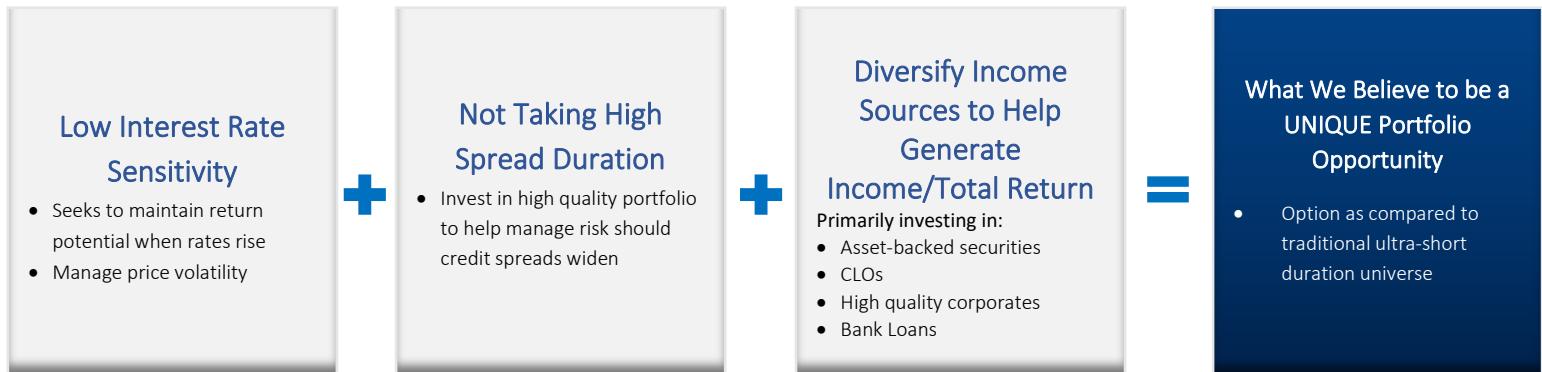 Low Interest Rate
Sensitivity
• Seeks to maintain return
potential when rates rise
• Manage price volatility
+
Not Taking High
Spread Duration
• Invest in high quality portfolio
to help manage risk should
credit spreads widen
+
Diversify Income
Sources to Help
Generate
Income/Total Return
Primarily investing in:
• Asset-backed securities
• CLOs
• High quality corporates
• Bank Loans
=
What We Believe to be a
UNIQUE Portfolio
Opportunity
• Option as compared to
traditional ultra-short
duration universe